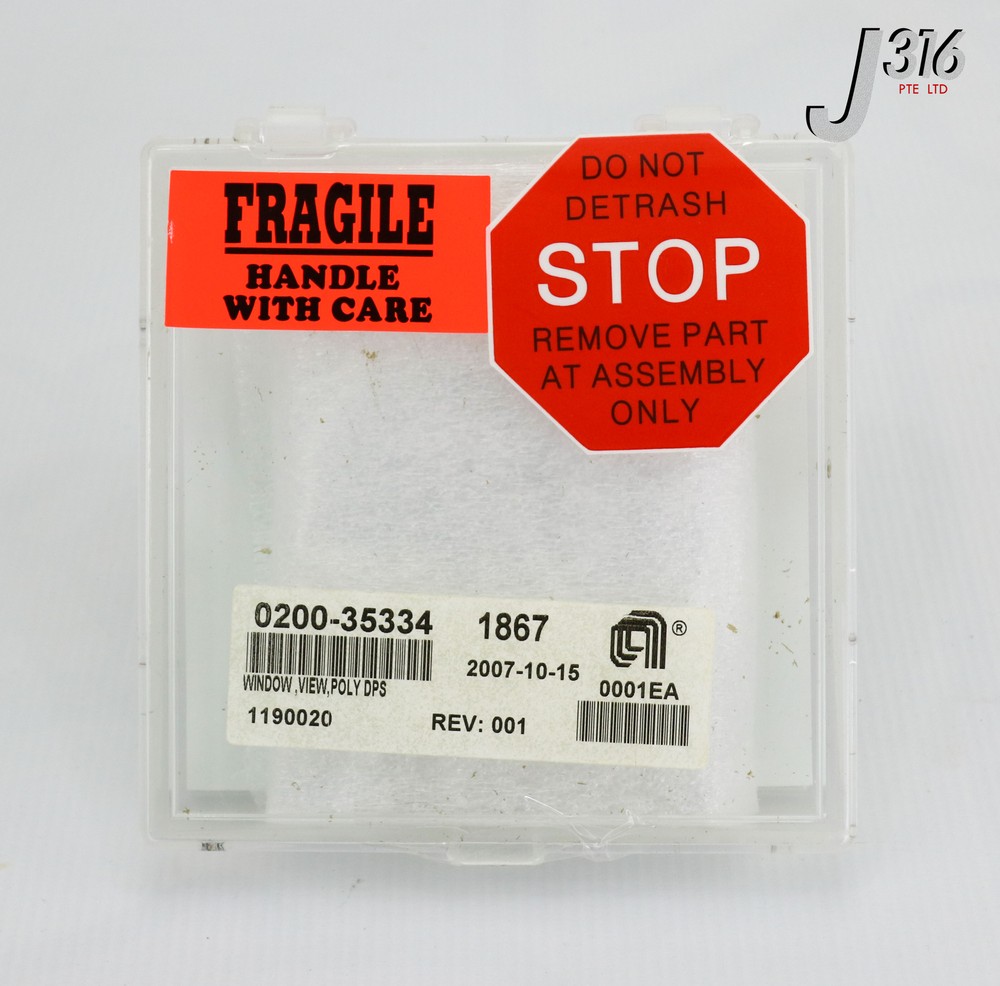 J316
PTE LTD
FRAGILE
HANDLE
WITH CARE
DO NOT
DETRASH
STOP
REMOVE PART
AT ASSEMBLY
ONLY
0200-35334
1867
®
2007-10-15
0001EA
WINDOW ,VIEW,POLY DPS
1190020
REV: 001